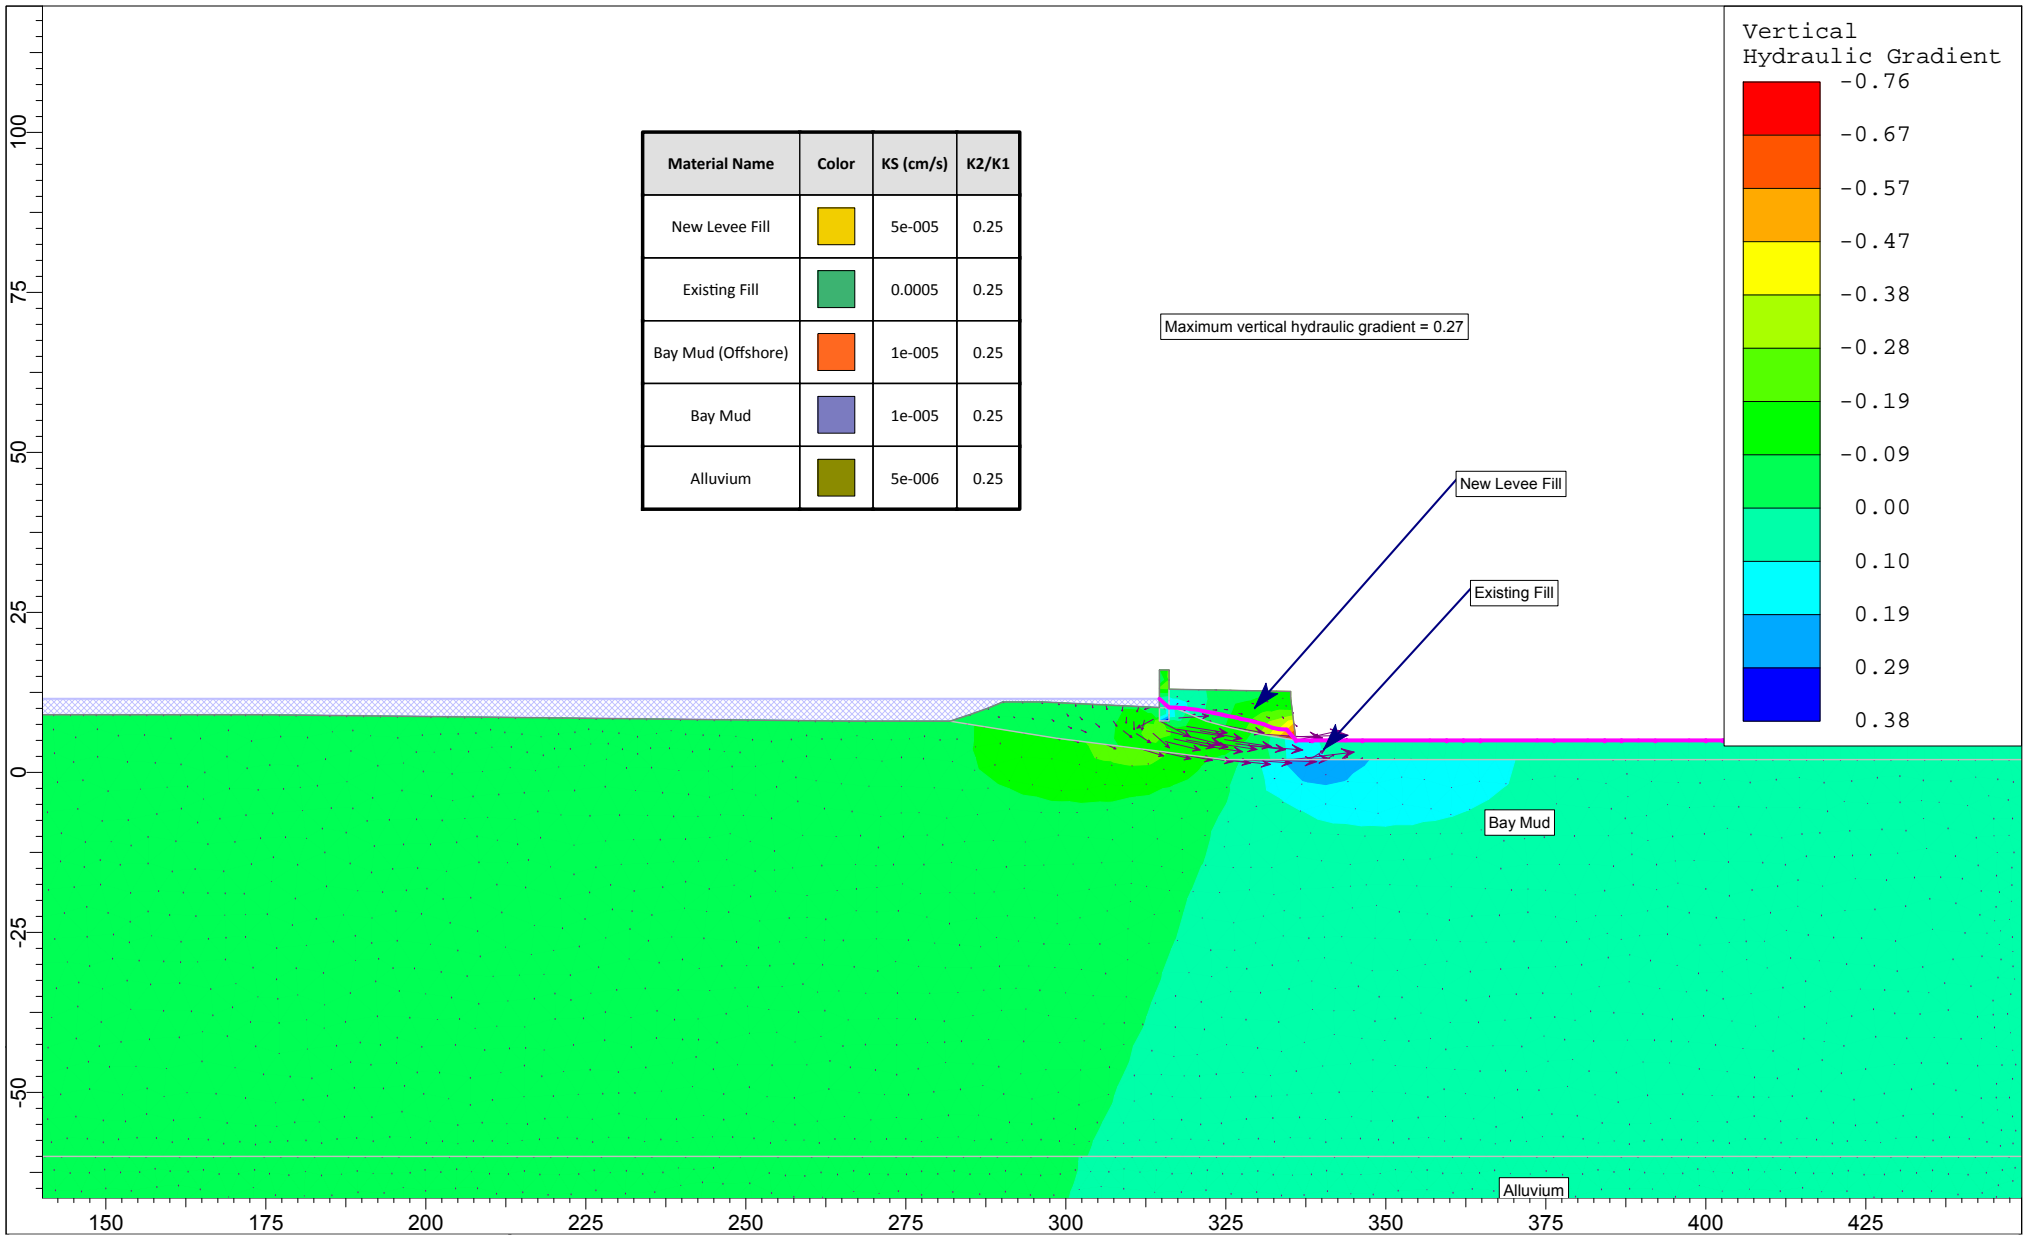 Vertical
Hydraulic Gradient
-0.76
-0.67
-0.57
-0.47
-0.38
-0.28
-0.19
-0.09
0.00
0.10
0.19
0.29
0.38
Material Name Color KS (cm/s) K2/K1
New Levee Fill 5e-005 0.25
Existing Fill 0.0005 0.25
Bay Mud (Offshore) 1e-005 0.25
Bay Mud 1e-005 0.25
Alluvium 5e-006 0.25
Maximum vertical hydraulic gradient = 0.27
New Levee Fill
Existing Fill
Bay Mud
Alluvium
100
75
50
25
0
-25
-50
150 175 200 225 250 275 300 325 350 375 400 425